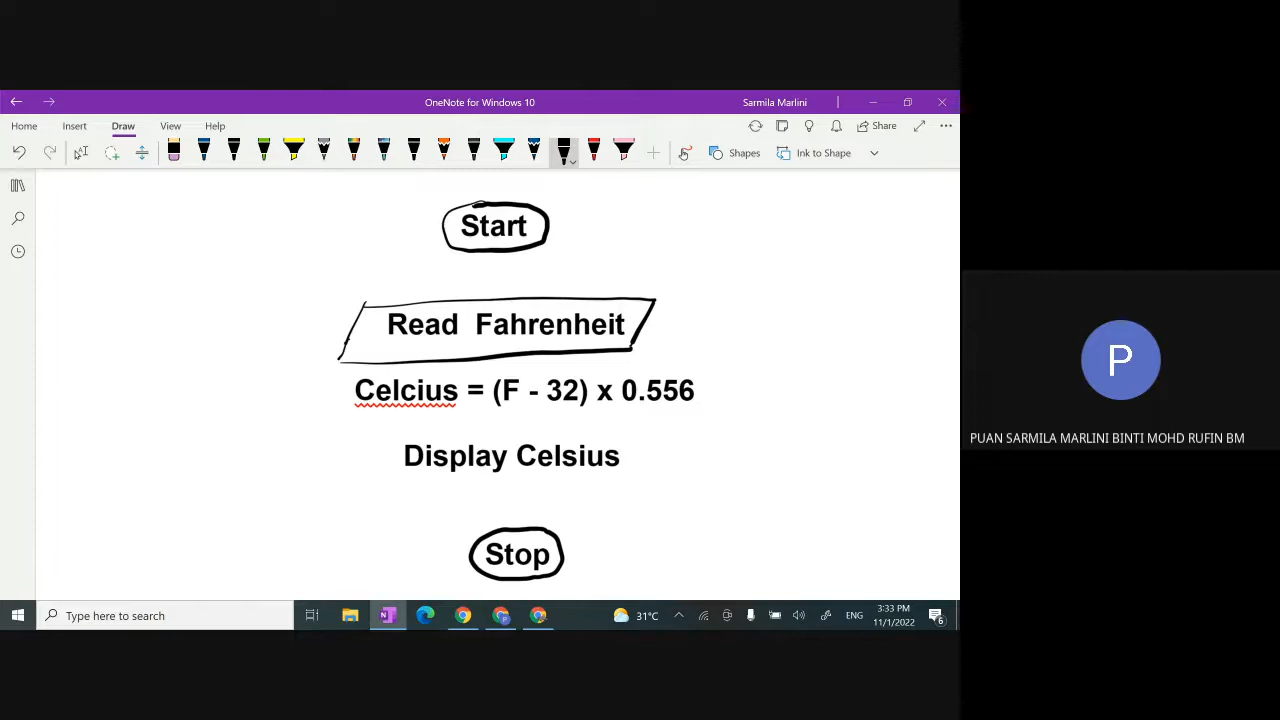 OneNote for Windows 10
Sarmila Marlini
Home Insert Draw View Help
Share
Shapes
Ink to Shape
Start
Read Fahrenheit
Celcius = (F - 32) x 0.556
Display Celsius
Stop
P
PUAN SARMILA MARLINI BINTI MOHD RUFIN BM
Type here to search
31°C
ENG
3:33 PM
11/1/2022
6